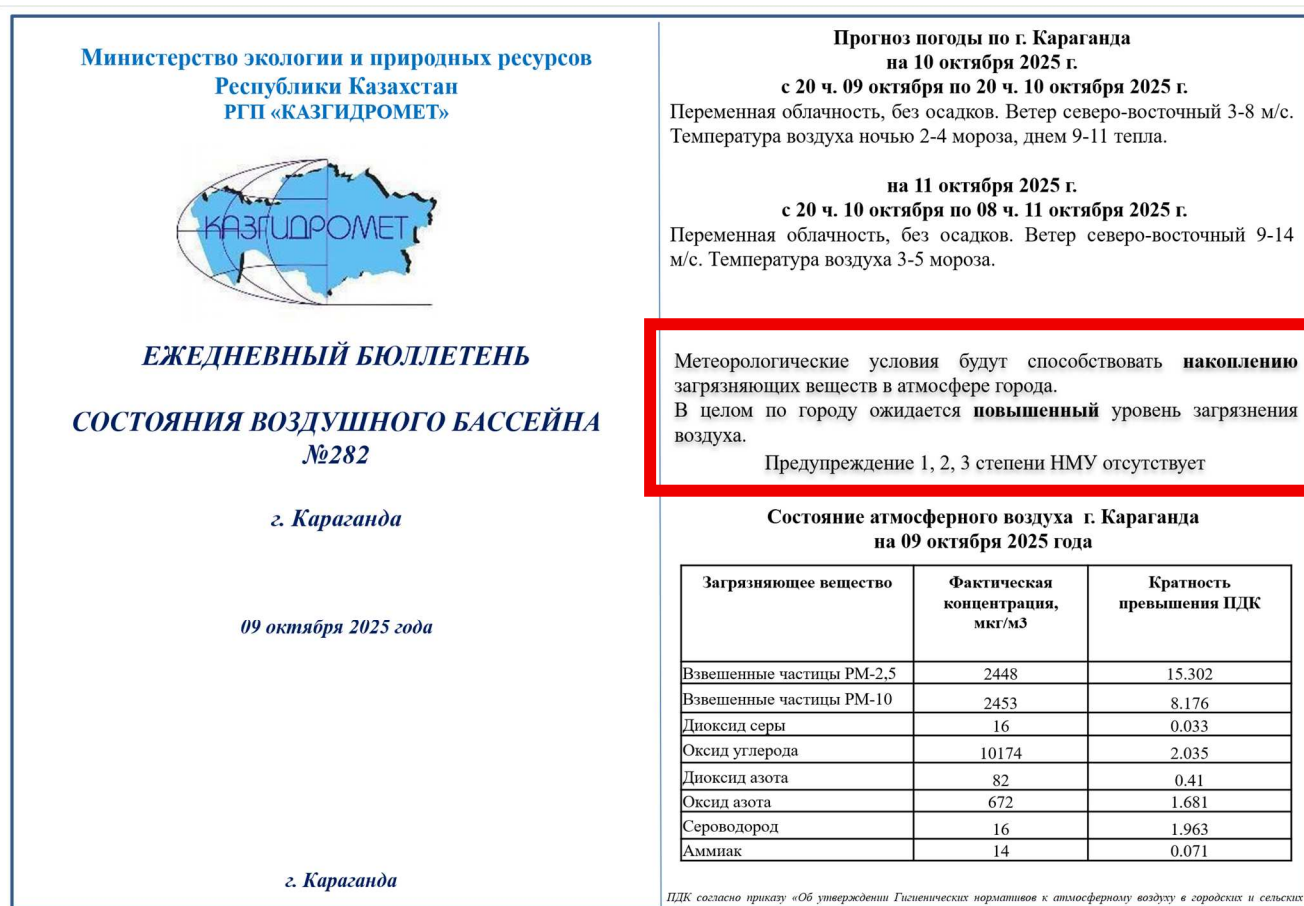 Министерство экологии и природных ресурсов
Республики Казахстан
РГП «КАЗГИДРОМЕТ»
КАЗГИДРОМЕТ
ЕЖЕДНЕВНЫЙ БЮЛЛЕТЕНЬ
СОСТОЯНИЯ ВОЗДУШНОГО БАССЕЙНА
№282
г. Караганда
09 октября 2025 года
г. Караганда
Прогноз погоды по г. Караганда
на 10 октября 2025 г.
с 20 ч. 09 октября по 20 ч. 10 октября 2025 г.
Переменная облачность, без осадков. Ветер северо-восточный 3-8 м/с.
Температура воздуха ночью 2-4 мороза, днем 9-11 тепла.
на 11 октября 2025 г.
с 20 ч. 10 октября по 08 ч. 11 октября 2025 г.
Переменная облачность, без осадков. Ветер северо-восточный 9-14
м/с. Температура воздуха 3-5 мороза.
Метеорологические условия будут способствовать накоплению
загрязняющих веществ в атмосфере города.
В целом по городу ожидается повышенный уровень загрязнения
воздуха.
Предупреждение 1, 2, 3 степени НМУ отсутствует
Состояние атмосферного воздуха г. Караганда
на 09 октября 2025 года
Загрязняющее вещество Фактическая концентрация, мкг/м3 Кратность превышения ПДК
Взвешенные частицы РМ-2,5 2448 15.302
Взвешенные частицы РМ-10 2453 8.176
Диоксид серы 16 0.033
Оксид углерода 10174 2.035
Диоксид азота 82 0.41
Оксид азота 672 1.681
Сероводород 16 1.963
Аммиак 14 0.071
ПДК согласно приказу «Об утверждении Гигиенических нормативов к атмосферному воздуху в городских и сельских